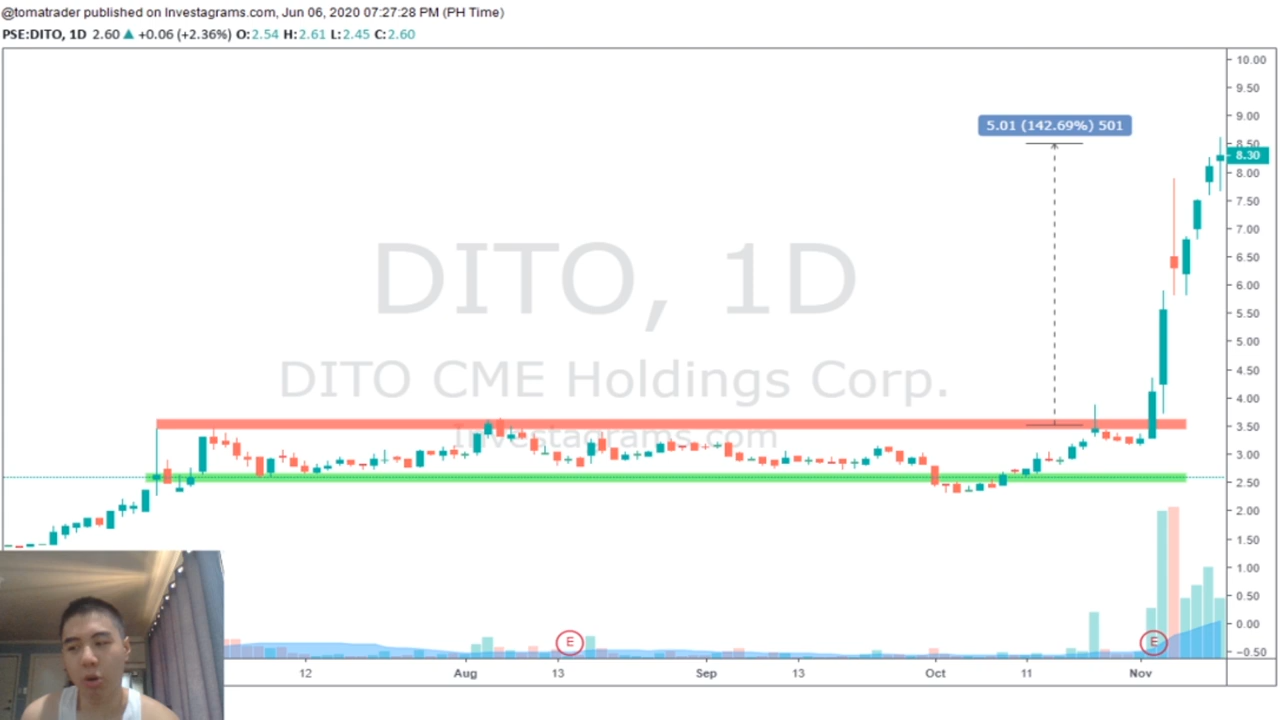 @tomatrader published on Investagrams.com, Jun 06, 2020 07:27:28 PM (PH Time)
PSE:DITO, 1D 2.60 ▲ +0.06 (+2.36%) O:2.54 H:2.61 L:2.45 C:2.60
10.00
9.50
9.00
5.01 (142.69%) 501
8.50
8.30
8.00
7.50
7.00
6.50
6.00
5.50
5.00
4.50
4.00
3.50
3.00
2.50
2.00
1.50
1.00
0.50
0.00
−0.50
DITO, 1D
DITO CME Holdings Corp.
Investagrams.com
E
E
12
Aug
13
Sep
13
Oct
11
Nov